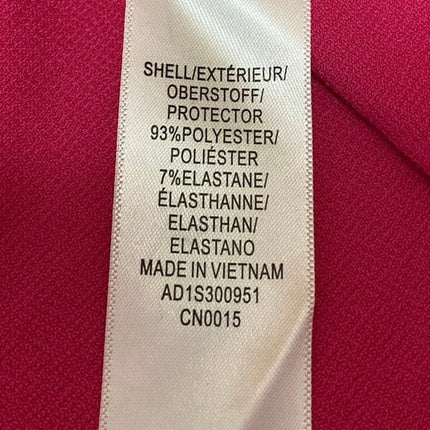 SHELL/EXTÉRIEUR/
OBERSTOFF/
PROTECTOR
93%POLYESTER/
POLIÉSTER
7%ELASTANE/
ÉLASTHANNE/
ELASTHAN/
ELASTANO
MADE IN VIETNAM
AD1S300951
CN0015